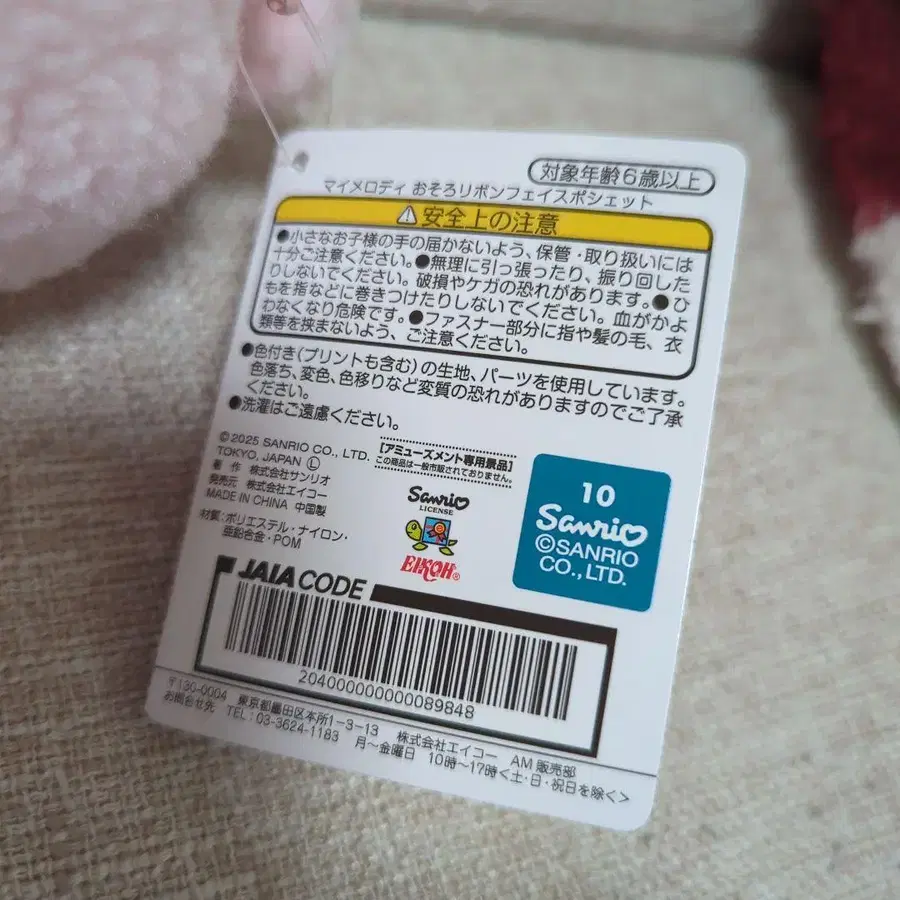 対象年齢6歳以上
マイメロディ おそろリボンフェイスポシェット
⚠安全上の注意
●小さなお子様の手の届かないよう、保管・取り扱いには
十分ご注意ください。●無理に引っ張ったり、振り回した
りしないでください。破損やケガの恐れがあります。●ひ
もを指などに巻きつけたりしないでください。血がかよ
わなくなり危険です。●ファスナー部分に指や髪の毛、衣
類等を挟まないよう、ご注意ください。
●色付き(プリントも含む)の生地、パーツを使用しています。
色落ち、変色、色移りなど変質の恐れがありますのでご了承
ください。
●洗濯はご遠慮ください。
©2025 SANRIO CO., LTD.
TOKYO, JAPAN Ⓛ
著作 株式会社サンリオ
発売元 株式会社エイコー
MADE IN CHINA 中国製
材質:ポリエステル・ナイロン・
亜鉛合金・POM
[アミューズメント専用景品]
この商品は一般市販されておりません。
Sanrio
LICENSE
EIKOH®
10
Sanrio
©SANRIO
CO., LTD.
JAIA CODE
2040000000089848
〒130-0004 東京都墨田区本所1-3-13 株式会社エイコー AM販売部
お問合せ先 TEL:03-3624-1183 月~金曜日 10時~17時<土・日・祝日を除く>